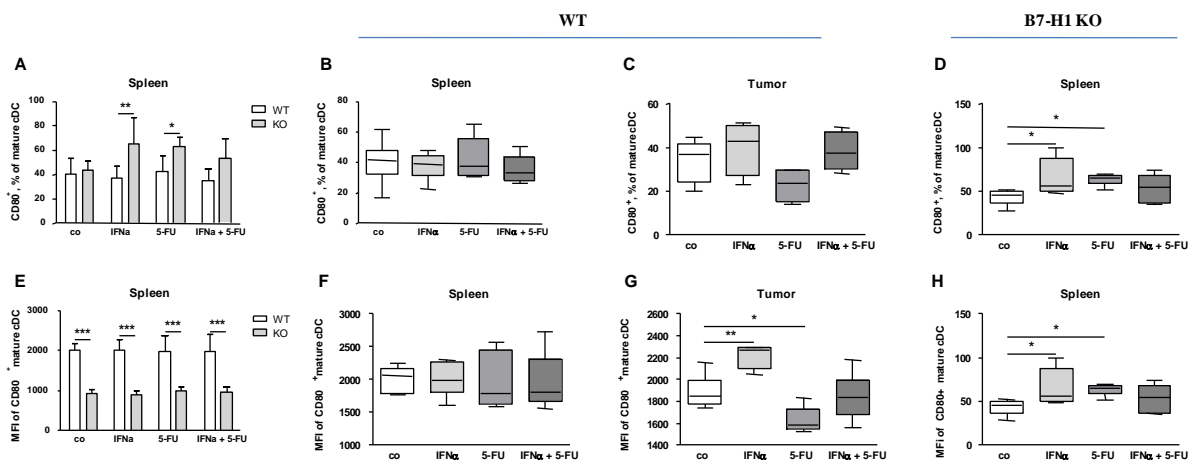 WT
B7-H1 KO
A
Spleen
CD80+, % of mature cDC
100
80
60
40
20
0
**
*
WT
KO
co
IFNa
5-FU
IFNa + 5-FU
B
Spleen
CD80+, % of mature cDC
80
60
40
20
0
co
IFNα
5-FU
IFNα + 5-FU
C
Tumor
CD80+, % of mature cDC
60
40
20
0
co
IFNα
5-FU
IFNα + 5-FU
D
Spleen
CD80+, % of mature cDC
150
100
50
0
*
*
co
IFNα
5-FU
IFNα + 5-FU
E
Spleen
MFI of CD80 +mature cDC
3000
2000
1000
0
***
***
***
***
WT
KO
co
IFNa
5-FU
IFNa + 5-FU
F
Spleen
MFI of CD80 +mature cDC
3000
2500
2000
1500
1000
co
IFNα
5-FU
IFNα + 5-FU
G
Tumor
MFI of CD80 +mature cDC
2600
2400
2200
2000
1800
1600
1400
*
**
co
IFNα
5-FU
IFNα + 5-FU
H
Spleen
MFi of CD80+ mature cDC
150
100
50
0
*
*
co
IFNα
5-FU
IFNα + 5-FU